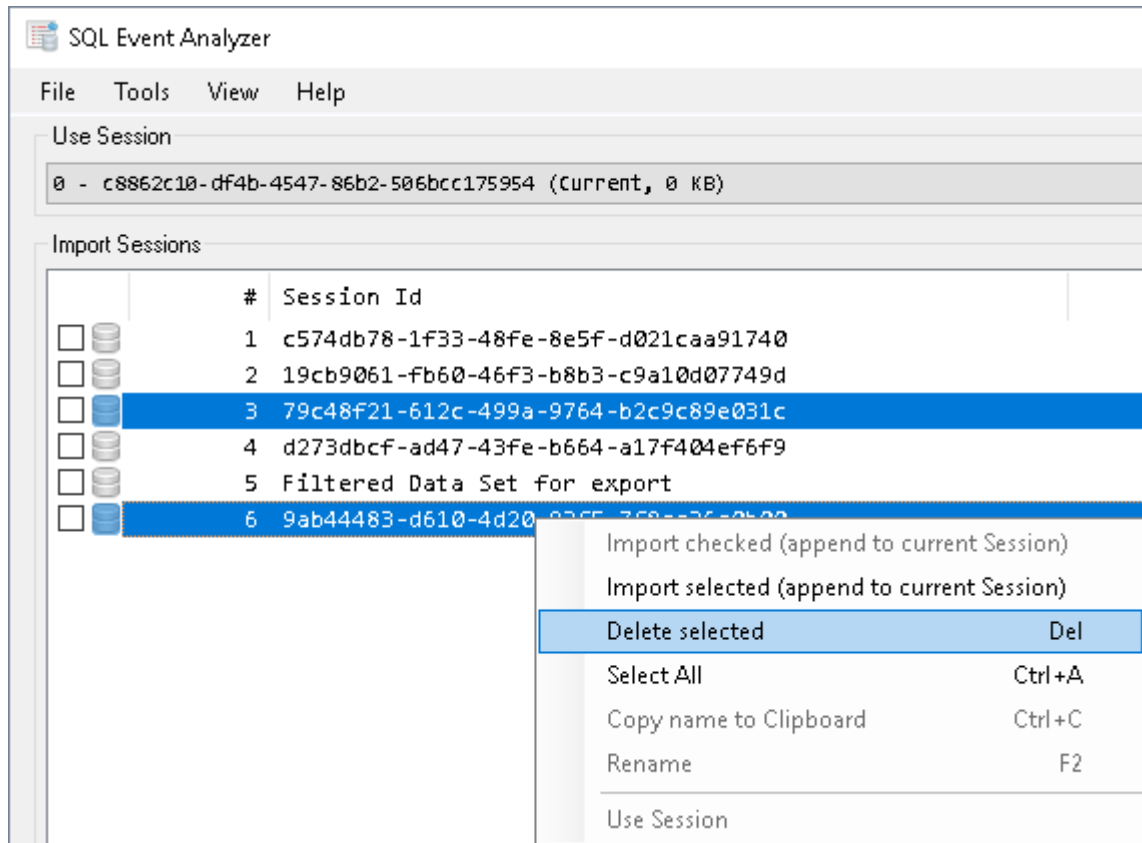 SQL Event Analyzer
File Tools View Help
Use Session
0 - c8862c10-df4b-4547-86b2-506bcc175954 (Current, 0 KB)
Import Sessions
# Session Id
1 c574db78-1f33-48fe-8e5f-d021caa91740
2 19cb9061-fb60-46f3-b8b3-c9a10d07749d
3 79c48f21-612c-499a-9764-b2c9c89e031c
4 d273dbcf-ad47-43fe-b664-a17f404ef6f9
5 Filtered Data Set for export
6 9ab44483-d610-4d20
Import checked (append to current Session)
Import selected (append to current Session)
Delete selected Del
Select All Ctrl+A
Copy name to Clipboard Ctrl+C
Rename F2
Use Session